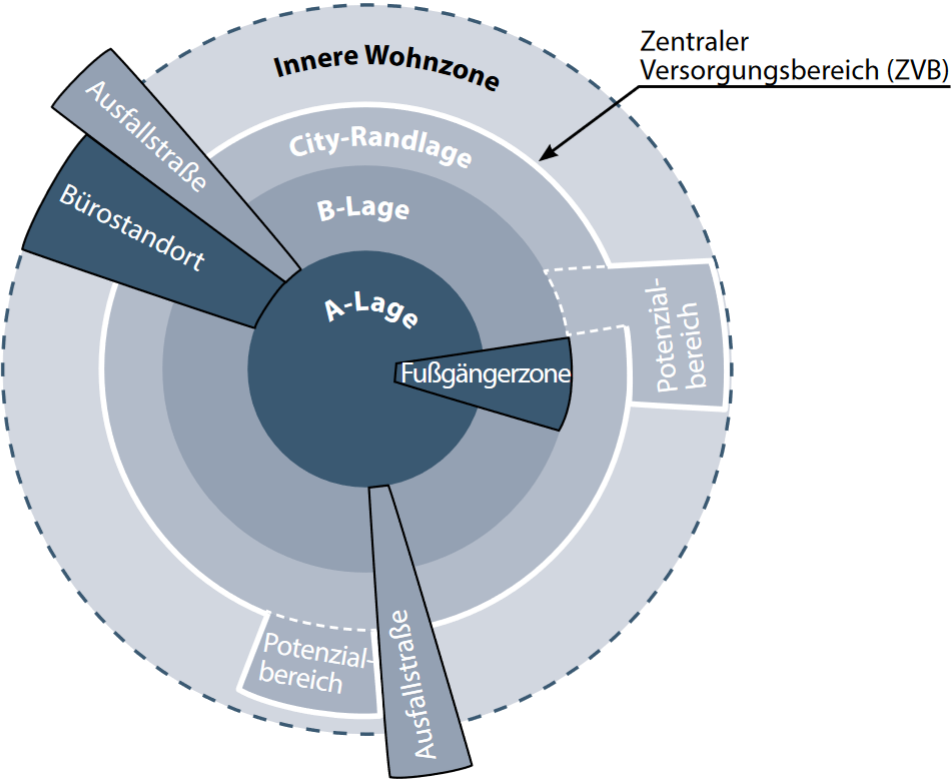 Zentraler
Versorgungsbereich (ZVB)
Innere Wohnzone
Ausfallstraße
City-Randlage
Bürostandort
B-Lage
A-Lage
Potenzial-
bereich
Fußgängerzone
Potenzial-
bereich
Ausfallstraße